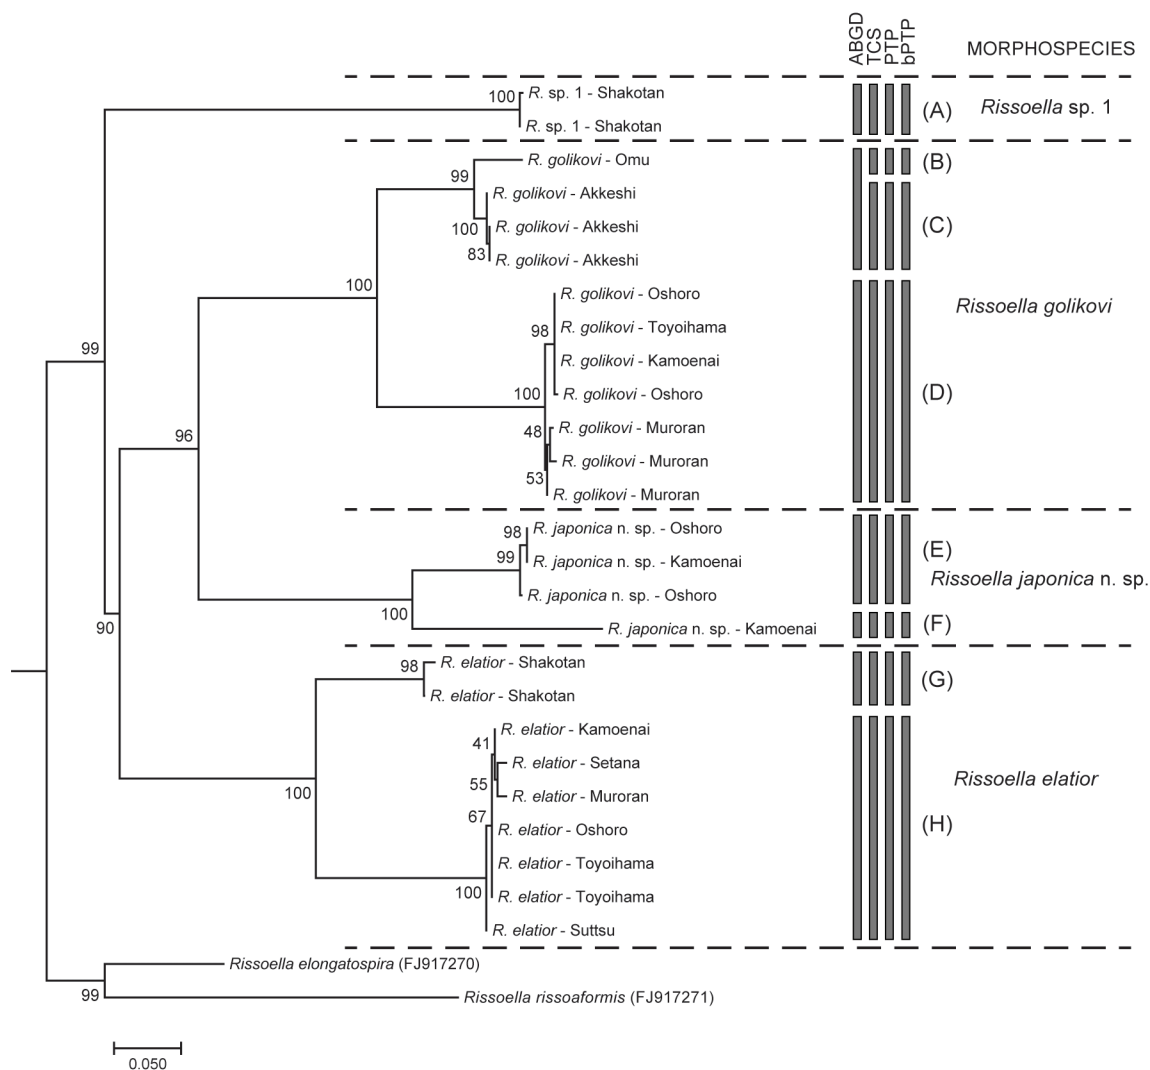 ABGD
TCS
PTP
bPTP
MORPHOSPECIES
100
R. sp. 1 - Shakotan
R. sp. 1 - Shakotan
(A)
Rissoella sp. 1
R. golikovi - Omu
(B)
99
R. golikovi - Akkeshi
100
R. golikovi - Akkeshi
(C)
83
R. golikovi - Akkeshi
100
R. golikovi - Oshoro
Rissoella golikovi
98
R. golikovi - Toyoihama
99
R. golikovi - Kamoenai
100
R. golikovi - Oshoro
(D)
48
R. golikovi - Muroran
96
R. golikovi - Muroran
53
R. golikovi - Muroran
98
R. japonica n. sp. - Oshoro
(E)
99
R. japonica n. sp. - Kamoenai
Rissoella japonica n. sp.
R. japonica n. sp. - Oshoro
100
90
R. japonica n. sp. - Kamoenai
(F)
98
R. elatior - Shakotan
(G)
R. elatior - Shakotan
R. elatior - Kamoenai
41
R. elatior - Setana
Rissoella elatior
55
R. elatior - Muroran
100
67
R. elatior - Oshoro
(H)
R. elatior - Toyoihama
100
R. elatior - Toyoihama
R. elatior - Suttsu
Rissoella elongatospira (FJ917270)
99
Rissoella rissoaformis (FJ917271)
0.050